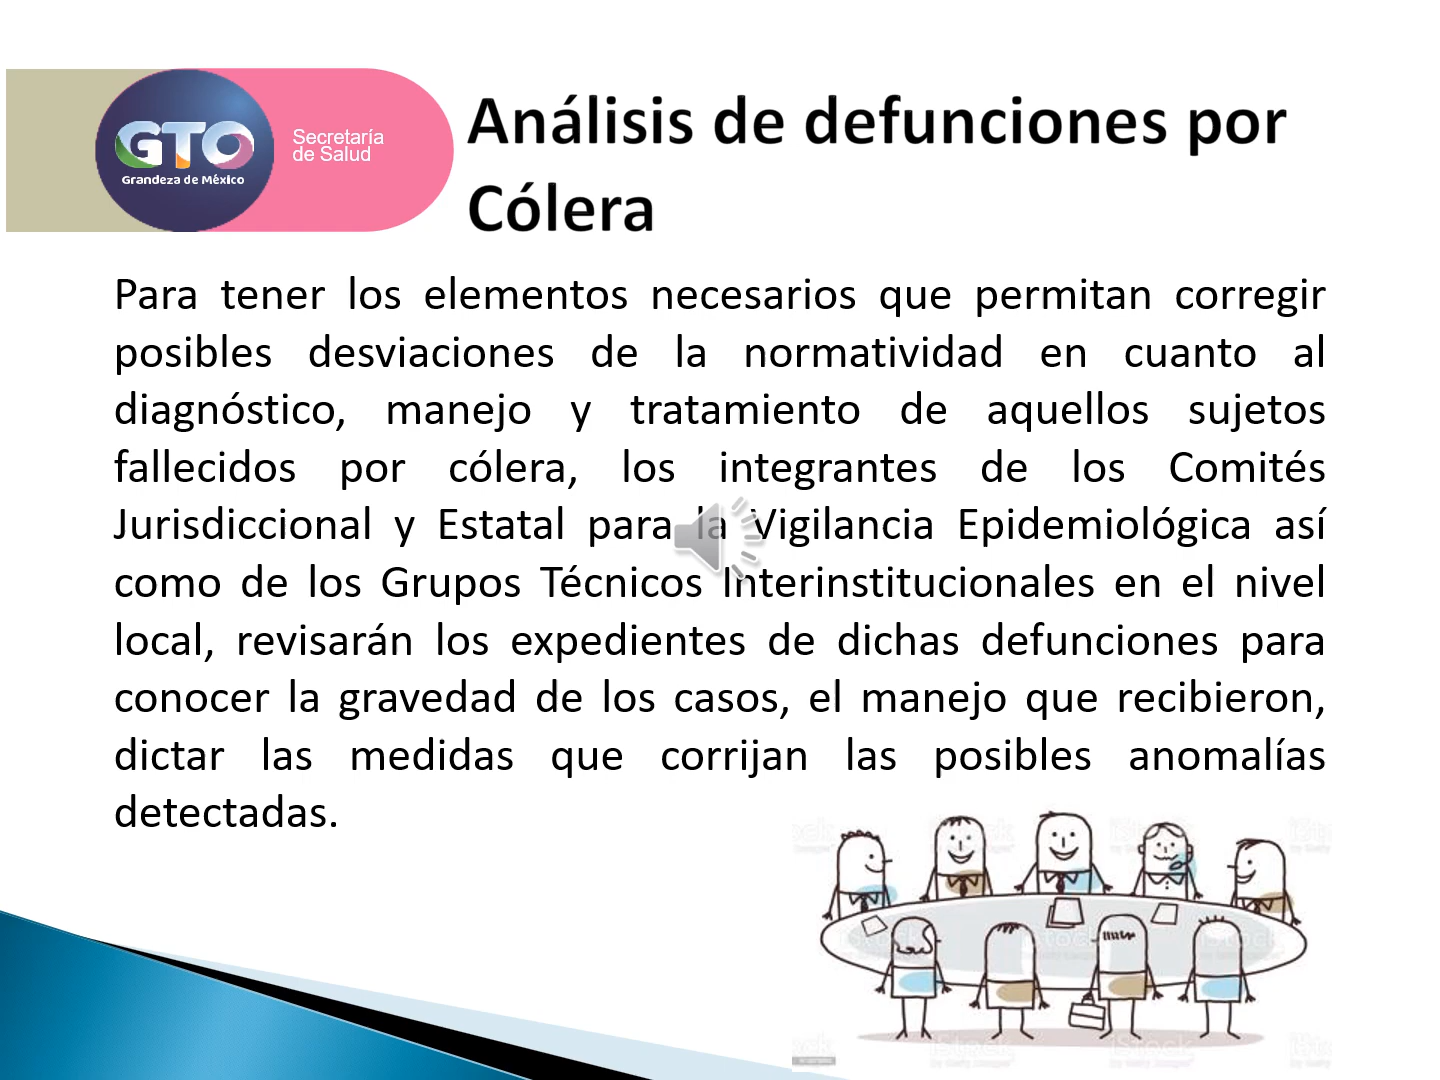 GTO
Grandeza de México
Secretaría
de Salud
Análisis de defunciones por
Cólera
Para tener los elementos necesarios que permitan corregir
posibles desviaciones de la normatividad en cuanto al
diagnóstico, manejo y tratamiento de aquellos sujetos
fallecidos por cólera, los integrantes de los Comités
Jurisdiccional y Estatal para la Vigilancia Epidemiológica así
como de los Grupos Técnicos Interinstitucionales en el nivel
local, revisarán los expedientes de dichas defunciones para
conocer la gravedad de los casos, el manejo que recibieron,
dictar las medidas que corrijan las posibles anomalías
detectadas.